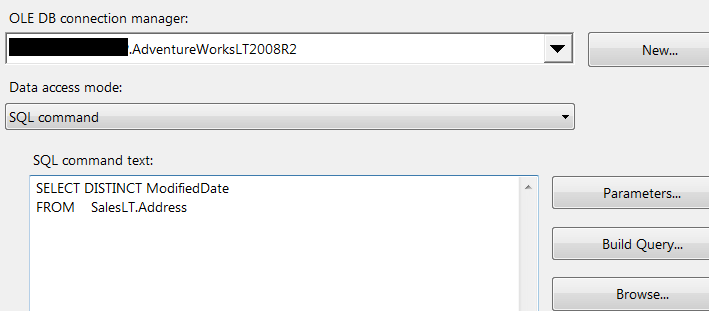 OLE DB connection manager:
.AdventureWorksLT2008R2
New...
Data access mode:
SQL command
SQL command text:
SELECT DISTINCT ModifiedDate
FROM SalesLT.Address
Parameters...
Build Query...
Browse...